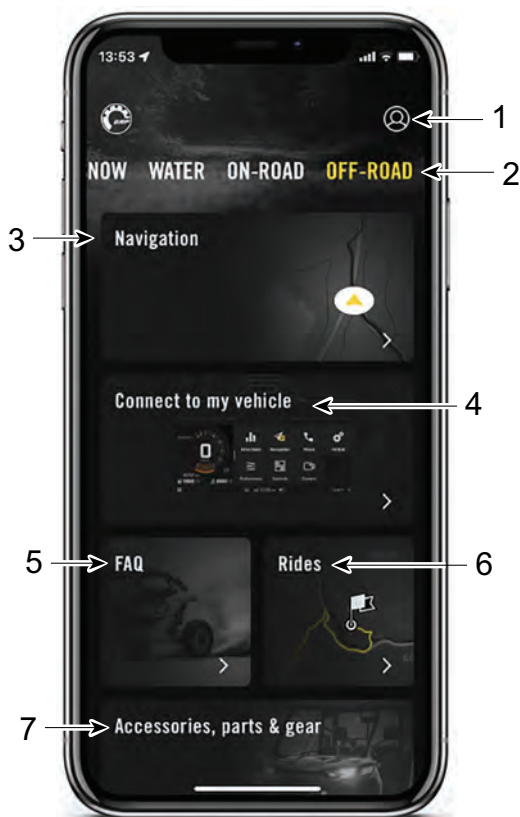 13:53
1
NOW WATER ON-ROAD OFF-ROAD
2
3
Navigation
Connect to my vehicle
4
0
5
FAQ
Rides
6
7
Accessories, parts & gear